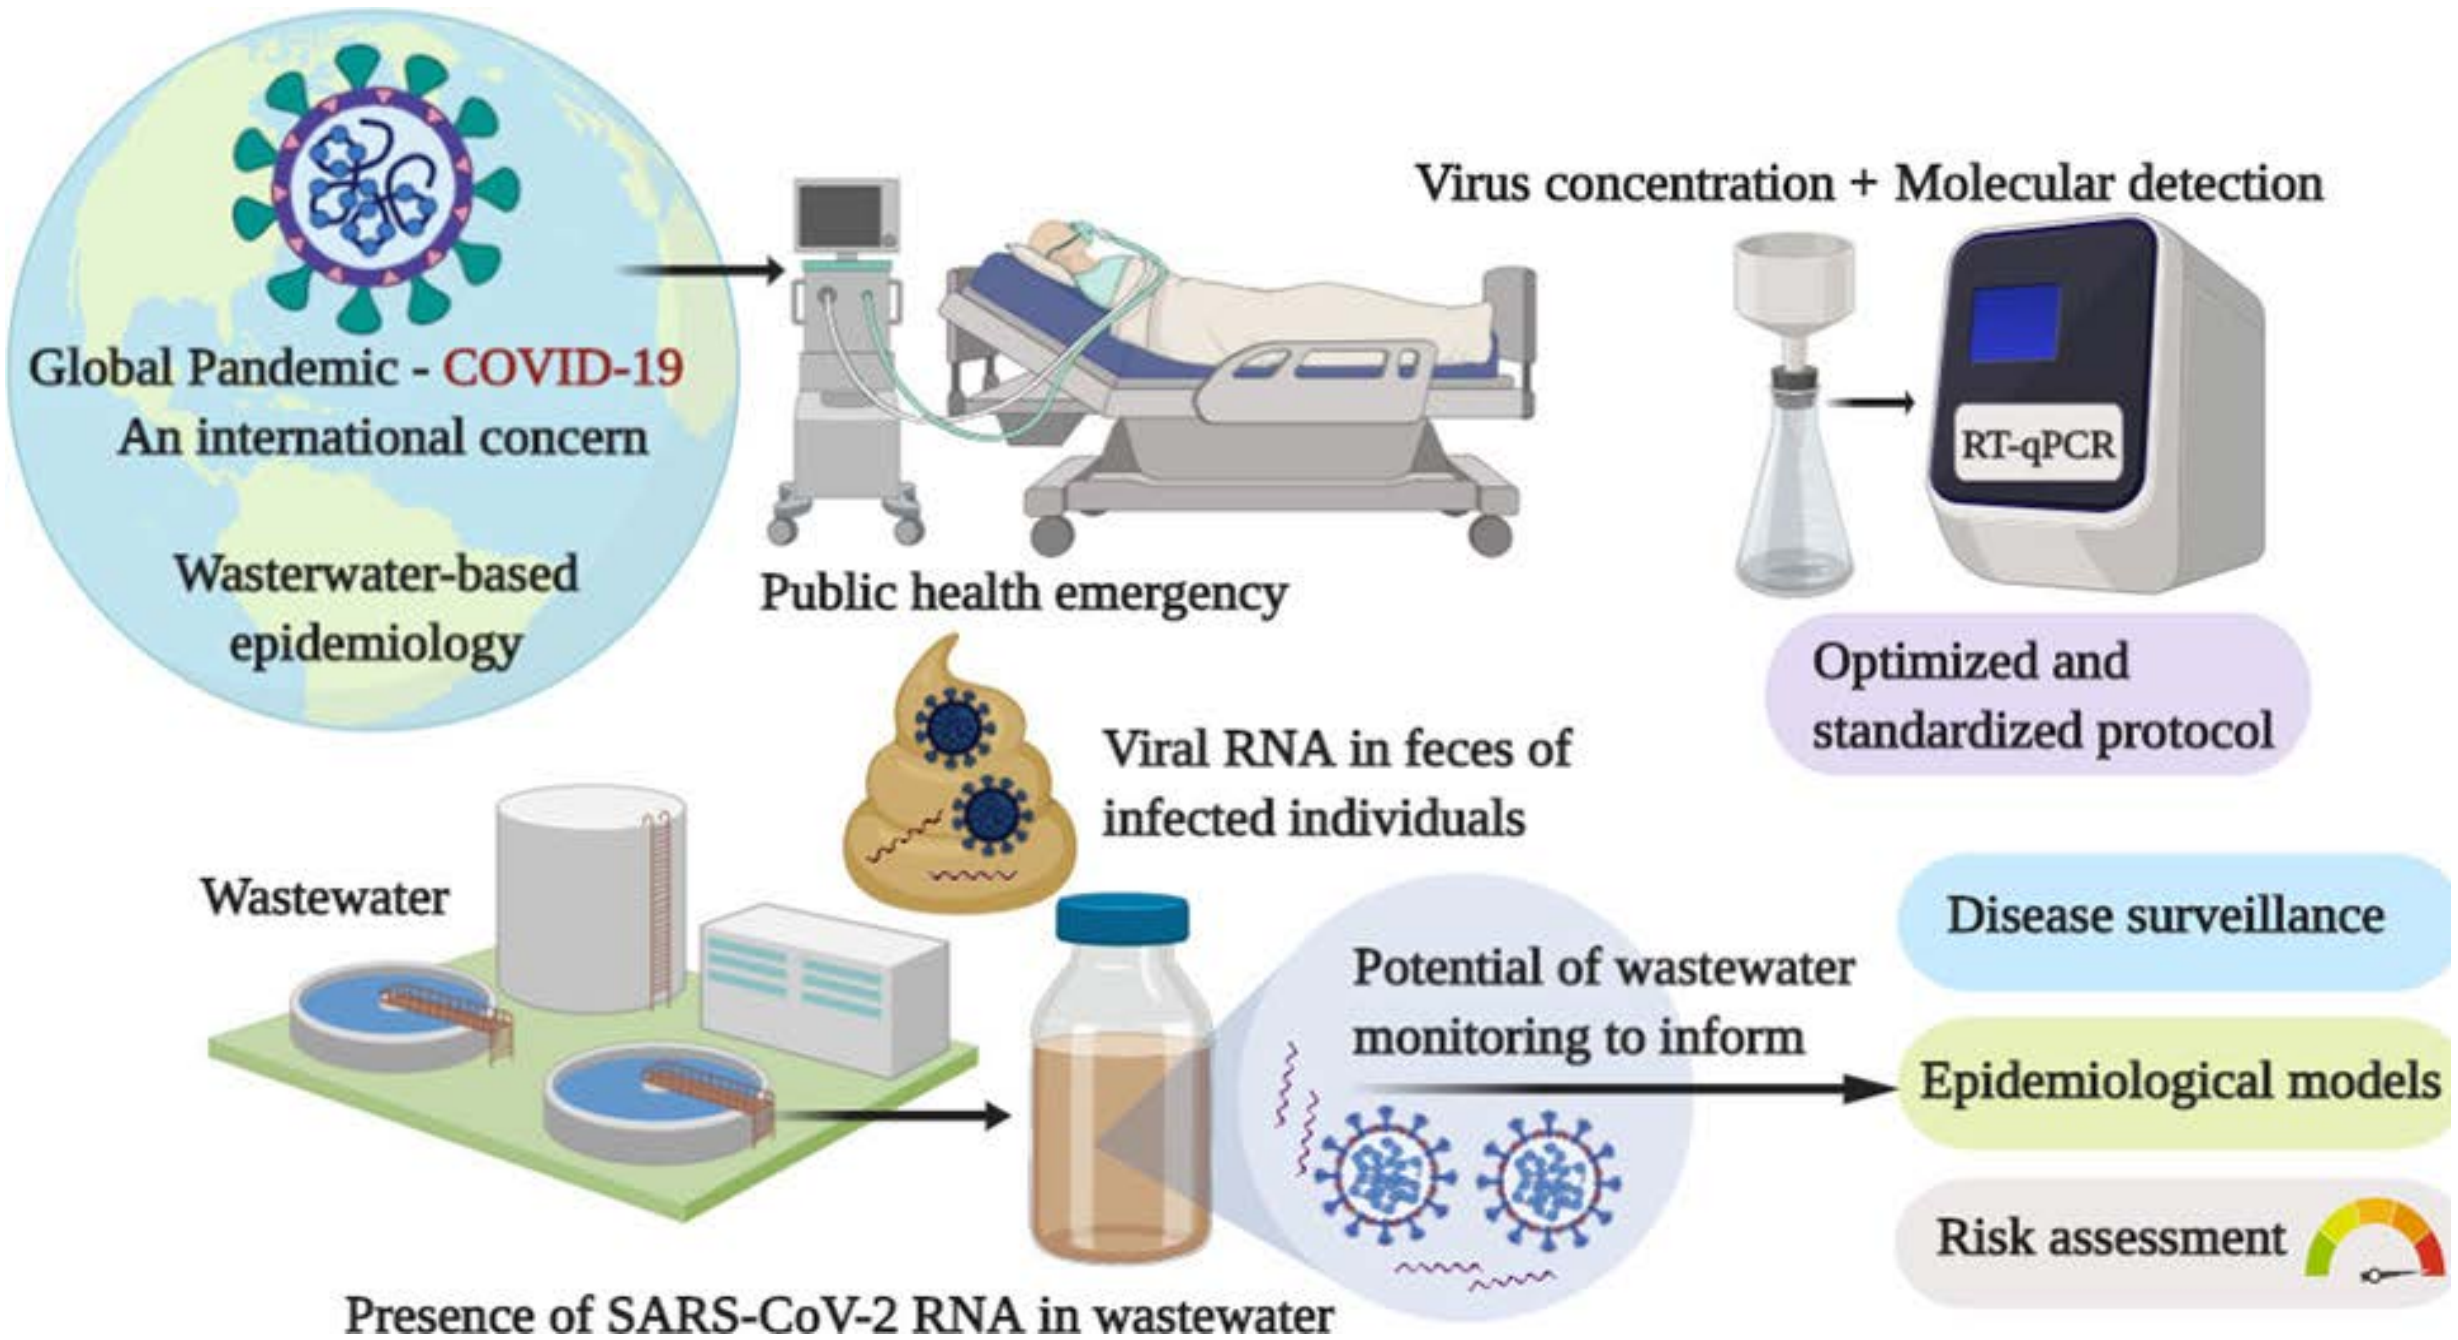 Global Pandemic - COVID-19
An international concern
Wasterwater-based
epidemiology
Public health emergency
Virus concentration + Molecular detection
RT-qPCR
Optimized and
standardized protocol
Viral RNA in feces of
infected individuals
Wastewater
Presence of SARS-CoV-2 RNA in wastewater
Potential of wastewater
monitoring to inform
Disease surveillance
Epidemiological models
Risk assessment